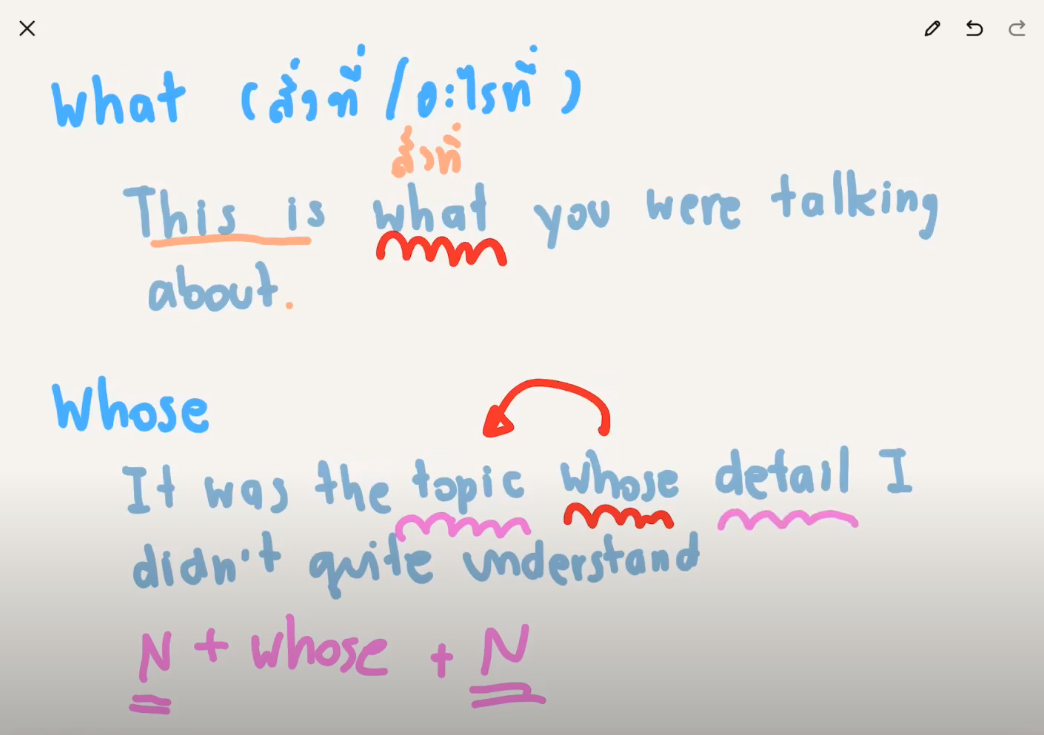 What (สิ่งที่/อะไรที่)
สิ่งที่
This is what you were talking
about.
Whose
It was the topic whose detail I
didn't quite understand
N + whose + N